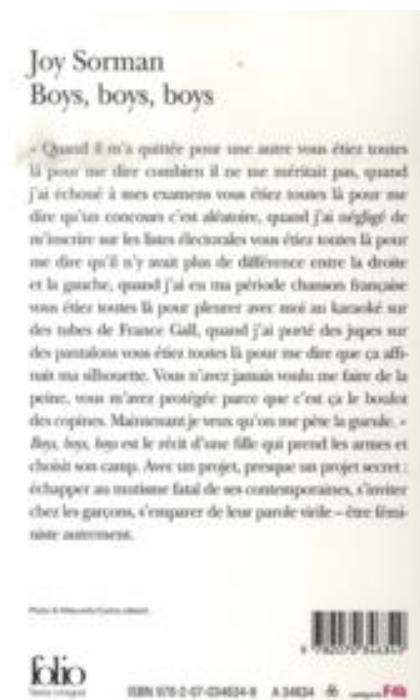 Joy Sorman
Boys, boys, boys
« Quand il m'a quittée pour une autre vous étiez toutes
là pour me dire combien il ne me méritait pas, quand
j'ai échoué à mes examens vous étiez toutes là pour me
dire qu'un concours c'est aléatoire, quand j'ai négligé de
m'inscrire sur les listes électorales vous étiez toutes là pour
me dire qu'il n'y avait plus de différence entre la droite
et la gauche, quand j'ai eu ma période chanson française
vous étiez toutes là pour pleurer avec moi au karaoké sur
des tubes de France Gall, quand j'ai porté des jupes sur
des pantalons vous étiez toutes là pour me dire que ça affi-
nait ma silhouette. Vous n'avez jamais voulu me faire de la
peine, vous m'avez protégée parce que c'est ça le boulot
des copines. Maintenant je veux qu'on me pète la gueule. »
Boys, boys, boys est le récit d'une fille qui prend les armes et
choisit son camp. Avec un projet, presque un projet secret :
échapper au mutisme fatal de ses contemporaines, s'inviter
chez les garçons, s'emparer de leur parole virile – être fémi-
niste autrement.
folio
texte intégral
ISBN 978-2-07-034634-9 A 34634